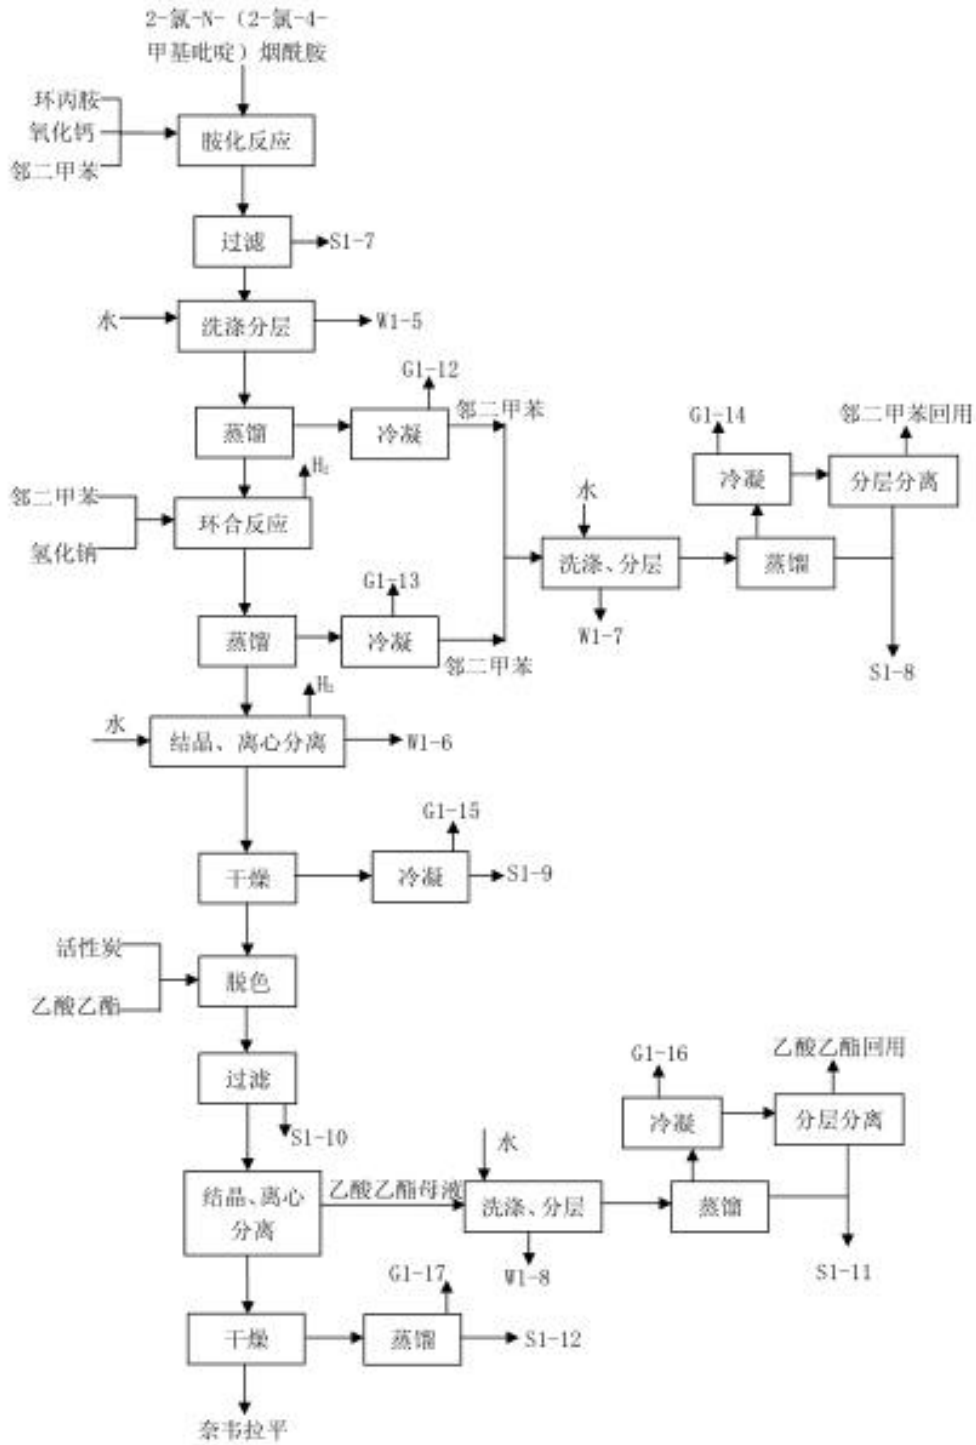 2-氯-N-（2-氯-4-
甲基吡啶）烟酰胺
环丙胺
氧化钙
邻二甲苯
胺化反应
过滤
S1-7
水
洗涤分层
W1-5
G1-12
蒸馏
冷凝
邻二甲苯
H₂
邻二甲苯
氢化钠
环合反应
G1-13
蒸馏
冷凝
邻二甲苯
G1-14
邻二甲苯回用
冷凝
分层分离
水
洗涤、分层
蒸馏
W1-7
S1-8
H₂
水
结晶、离心分离
W1-6
G1-15
干燥
冷凝
S1-9
活性炭
乙酸乙酯
脱色
过滤
S1-10
结晶、离心
分离
乙酸乙酯母液
水
洗涤、分层
W1-8
G1-16
乙酸乙酯回用
冷凝
分层分离
蒸馏
S1-11
G1-17
干燥
蒸馏
S1-12
奈韦拉平